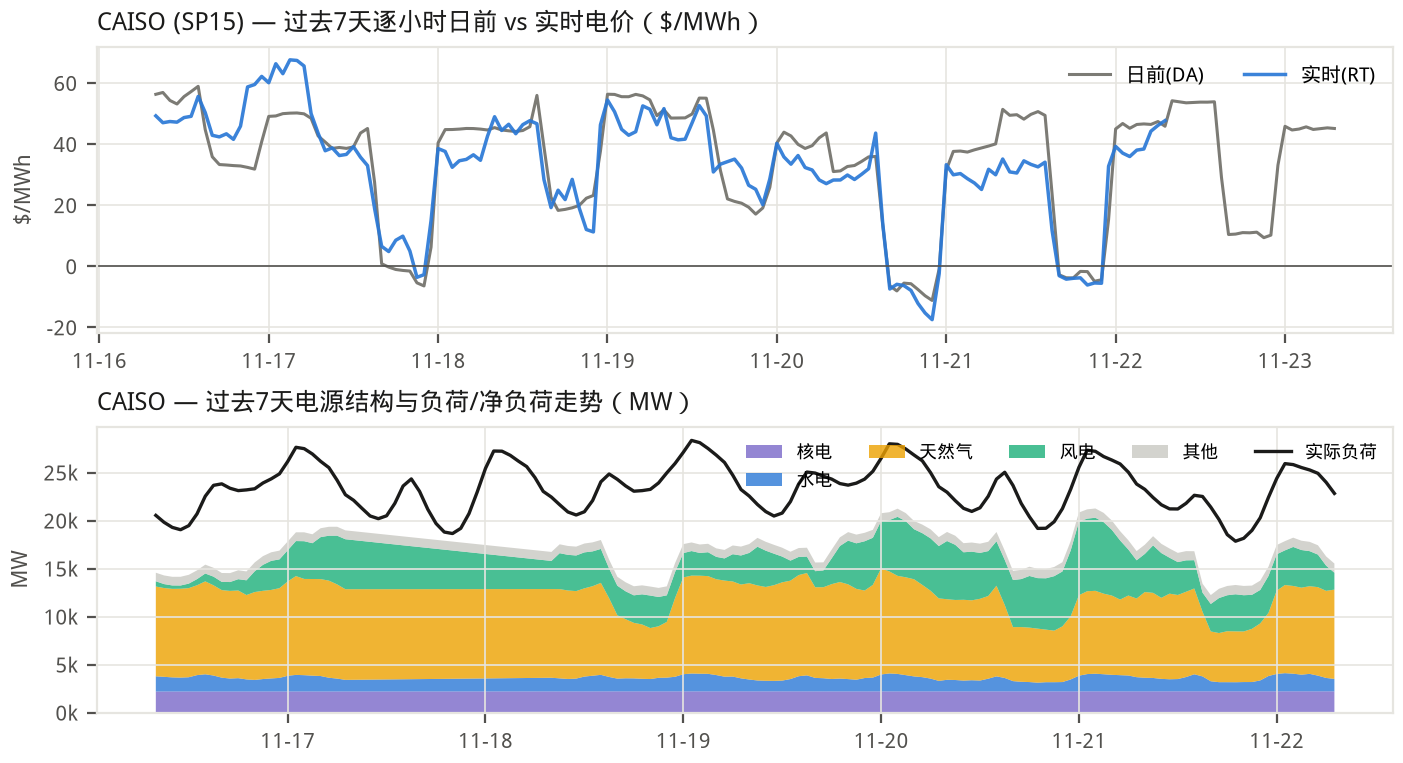 CAISO (SP15) — 过去7天逐小时日前 vs 实时电价（$/MWh）
日前(DA) 实时(RT)
$/MWh
60
40
20
0
-20
11-16 11-17 11-18 11-19 11-20 11-21 11-22 11-23
CAISO — 过去7天电源结构与负荷/净负荷走势（MW）
核电 天然气 风电 其他 实际负荷
水电
MW
25k
20k
15k
10k
5k
0k
11-17 11-18 11-19 11-20 11-21 11-22